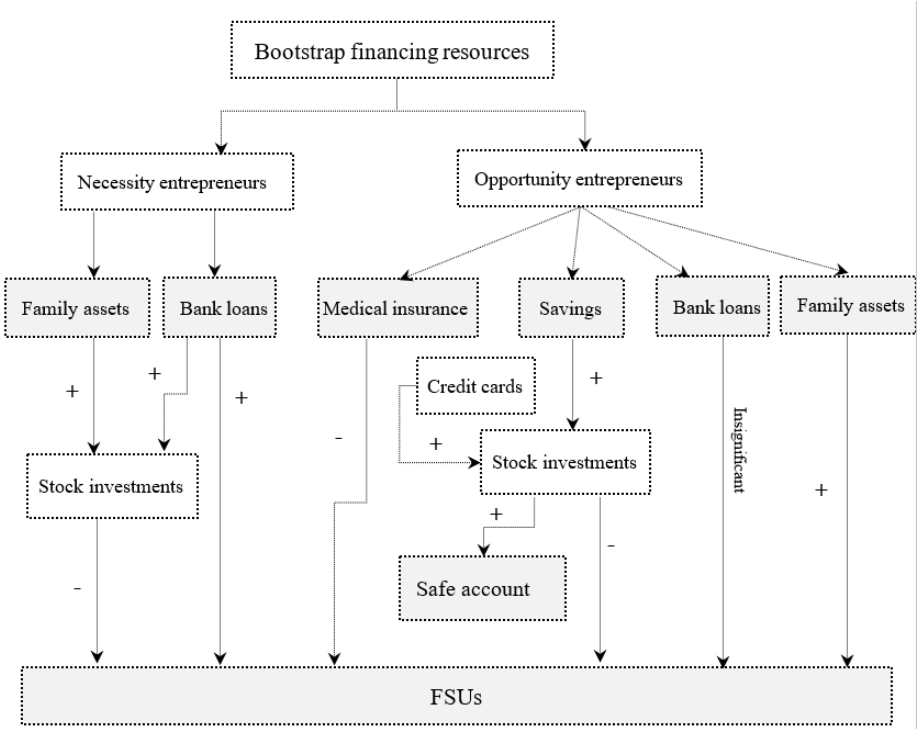 Bootstrap financing resources
Necessity entrepreneurs
Opportunity entrepreneurs
Family assets
Bank loans
Medical insurance
Savings
Bank loans
Family assets
+
+
+
-
Credit cards
+
+
Insignificant
+
Stock investments
Stock investments
-
+
-
Safe account
FSUs